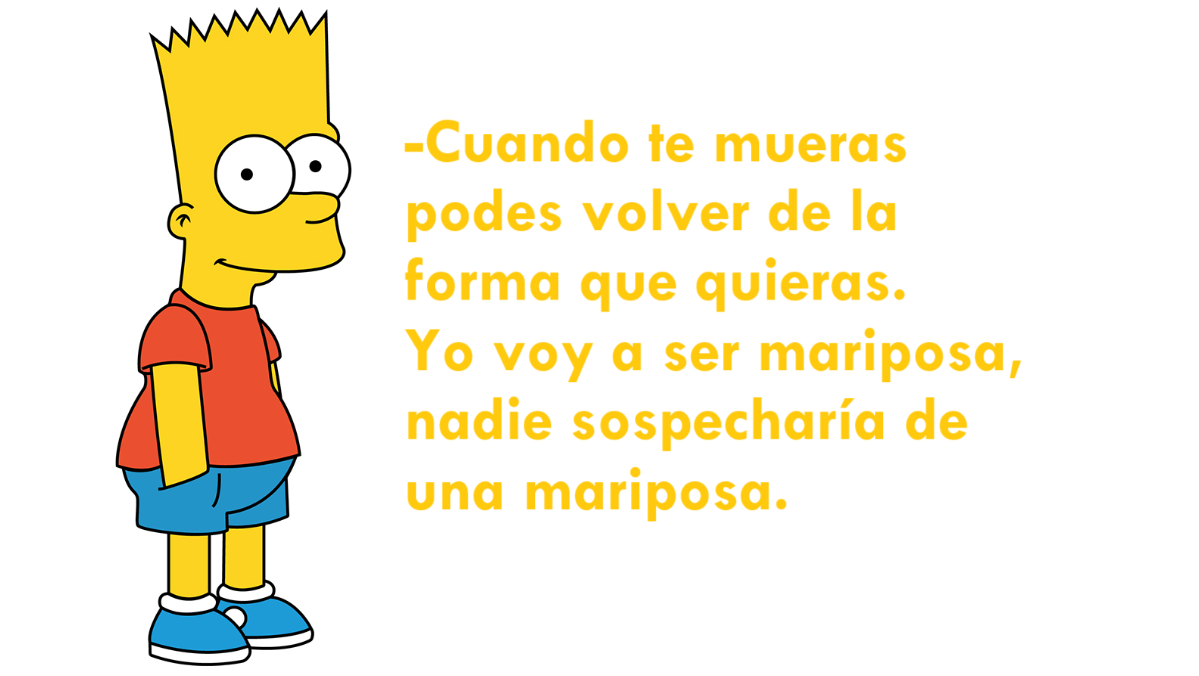 -Cuando te mueras
podes volver de la
forma que quieras.
Yo voy a ser mariposa,
nadie sospecharía de
una mariposa.